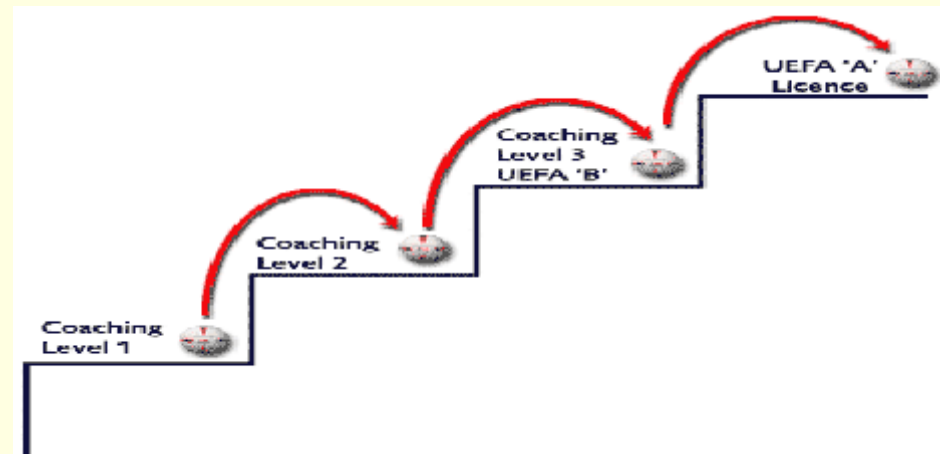 UEFA 'A'
Licence
Coaching
Level 3
UEFA 'B'
Coaching
Level 2
Coaching
Level 1